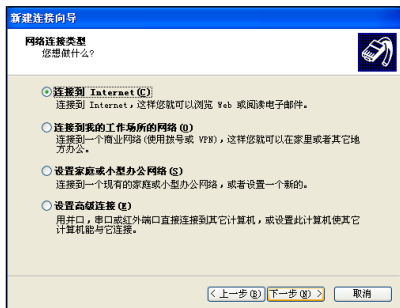 新建连接向导
网络连接类型
您想做什么?
连接到 Internet(C)
连接到 Internet，这样您就可以浏览 Web 或阅读电子邮件。
连接到我的工作场所的网络(O)
连接到一个商业网络(使用拨号或 VPN)，这样您就可以在家里或者其它地
方办公。
设置家庭或小型办公网络(S)
连接到一个现有的家庭或小型办公网络，或者设置一个新的。
设置高级连接(E)
用并口，串口或红外端口直接连接到其它计算机，或设置此计算机使其它
计算机能与它连接。
< 上一步(B) 下一步(N) > 取消